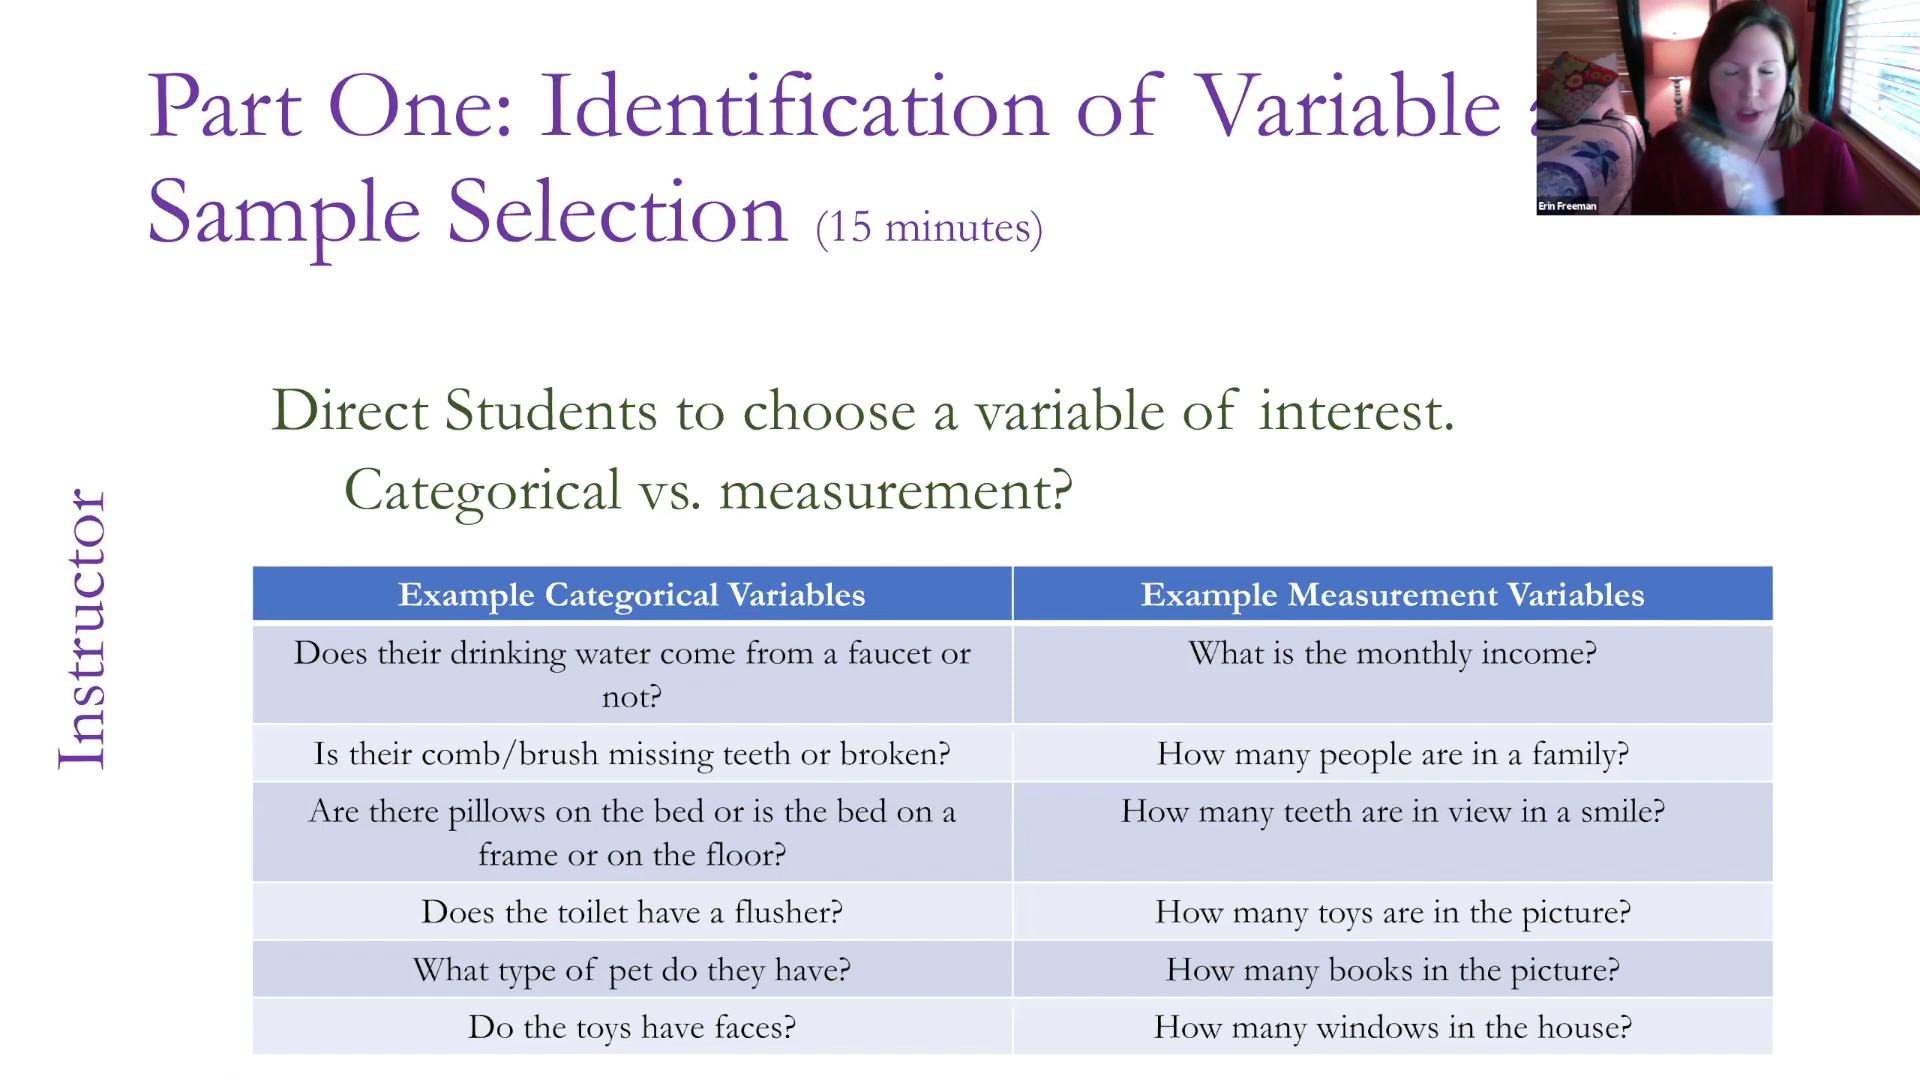 Part One: Identification of Variable
Sample Selection (15 minutes)
Erin Freeman
Direct Students to choose a variable of interest.
Categorical vs. measurement?
Instructor
Example Categorical Variables
Example Measurement Variables
Does their drinking water come from a faucet or
not?
What is the monthly income?
Is their comb/brush missing teeth or broken?
How many people are in a family?
Are there pillows on the bed or is the bed on a
frame or on the floor?
How many teeth are in view in a smile?
Does the toilet have a flusher?
How many toys are in the picture?
What type of pet do they have?
How many books in the picture?
Do the toys have faces?
How many windows in the house?